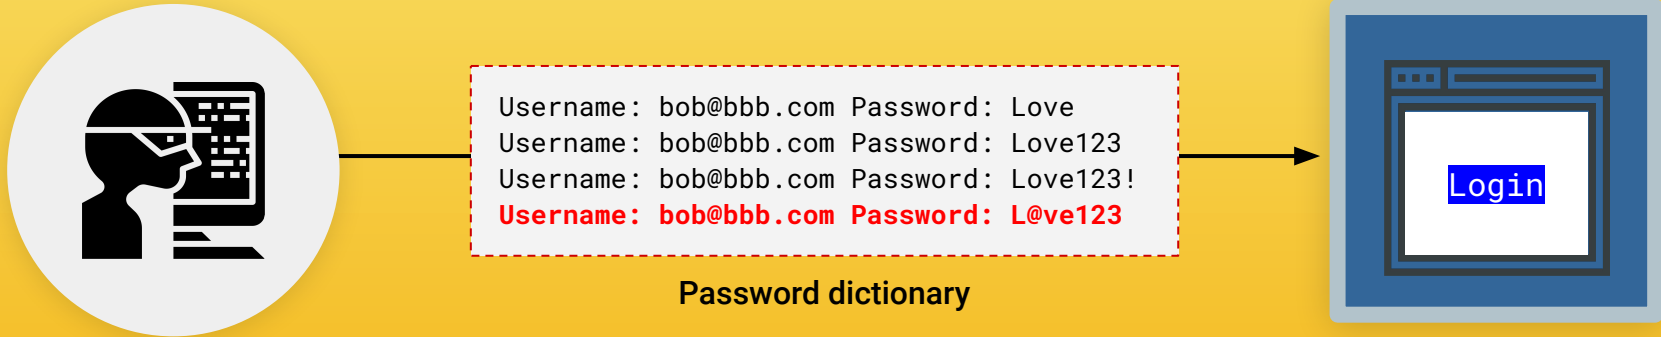 Username: bob@bbb.com Password: Love
Username: bob@bbb.com Password: Love123
Username: bob@bbb.com Password: Love123!
Username: bob@bbb.com Password: L@ve123
Password dictionary
Login